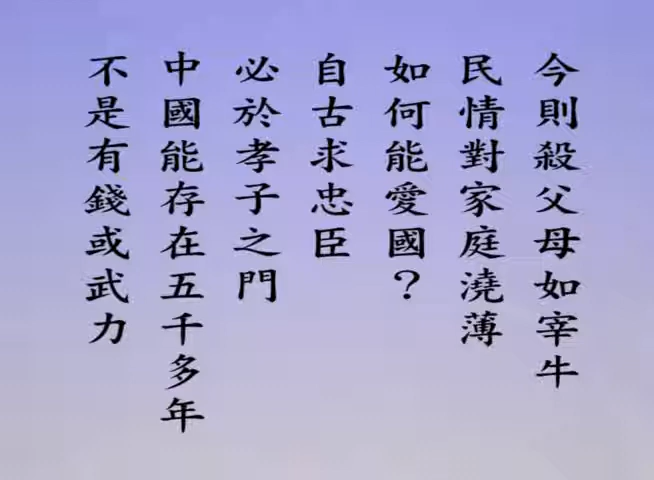 今則殺父母如宰牛
民情對家庭澆薄
如何能愛國？
自古求忠臣
必於孝子之門
中國能存在五千多年
不是有錢或武力